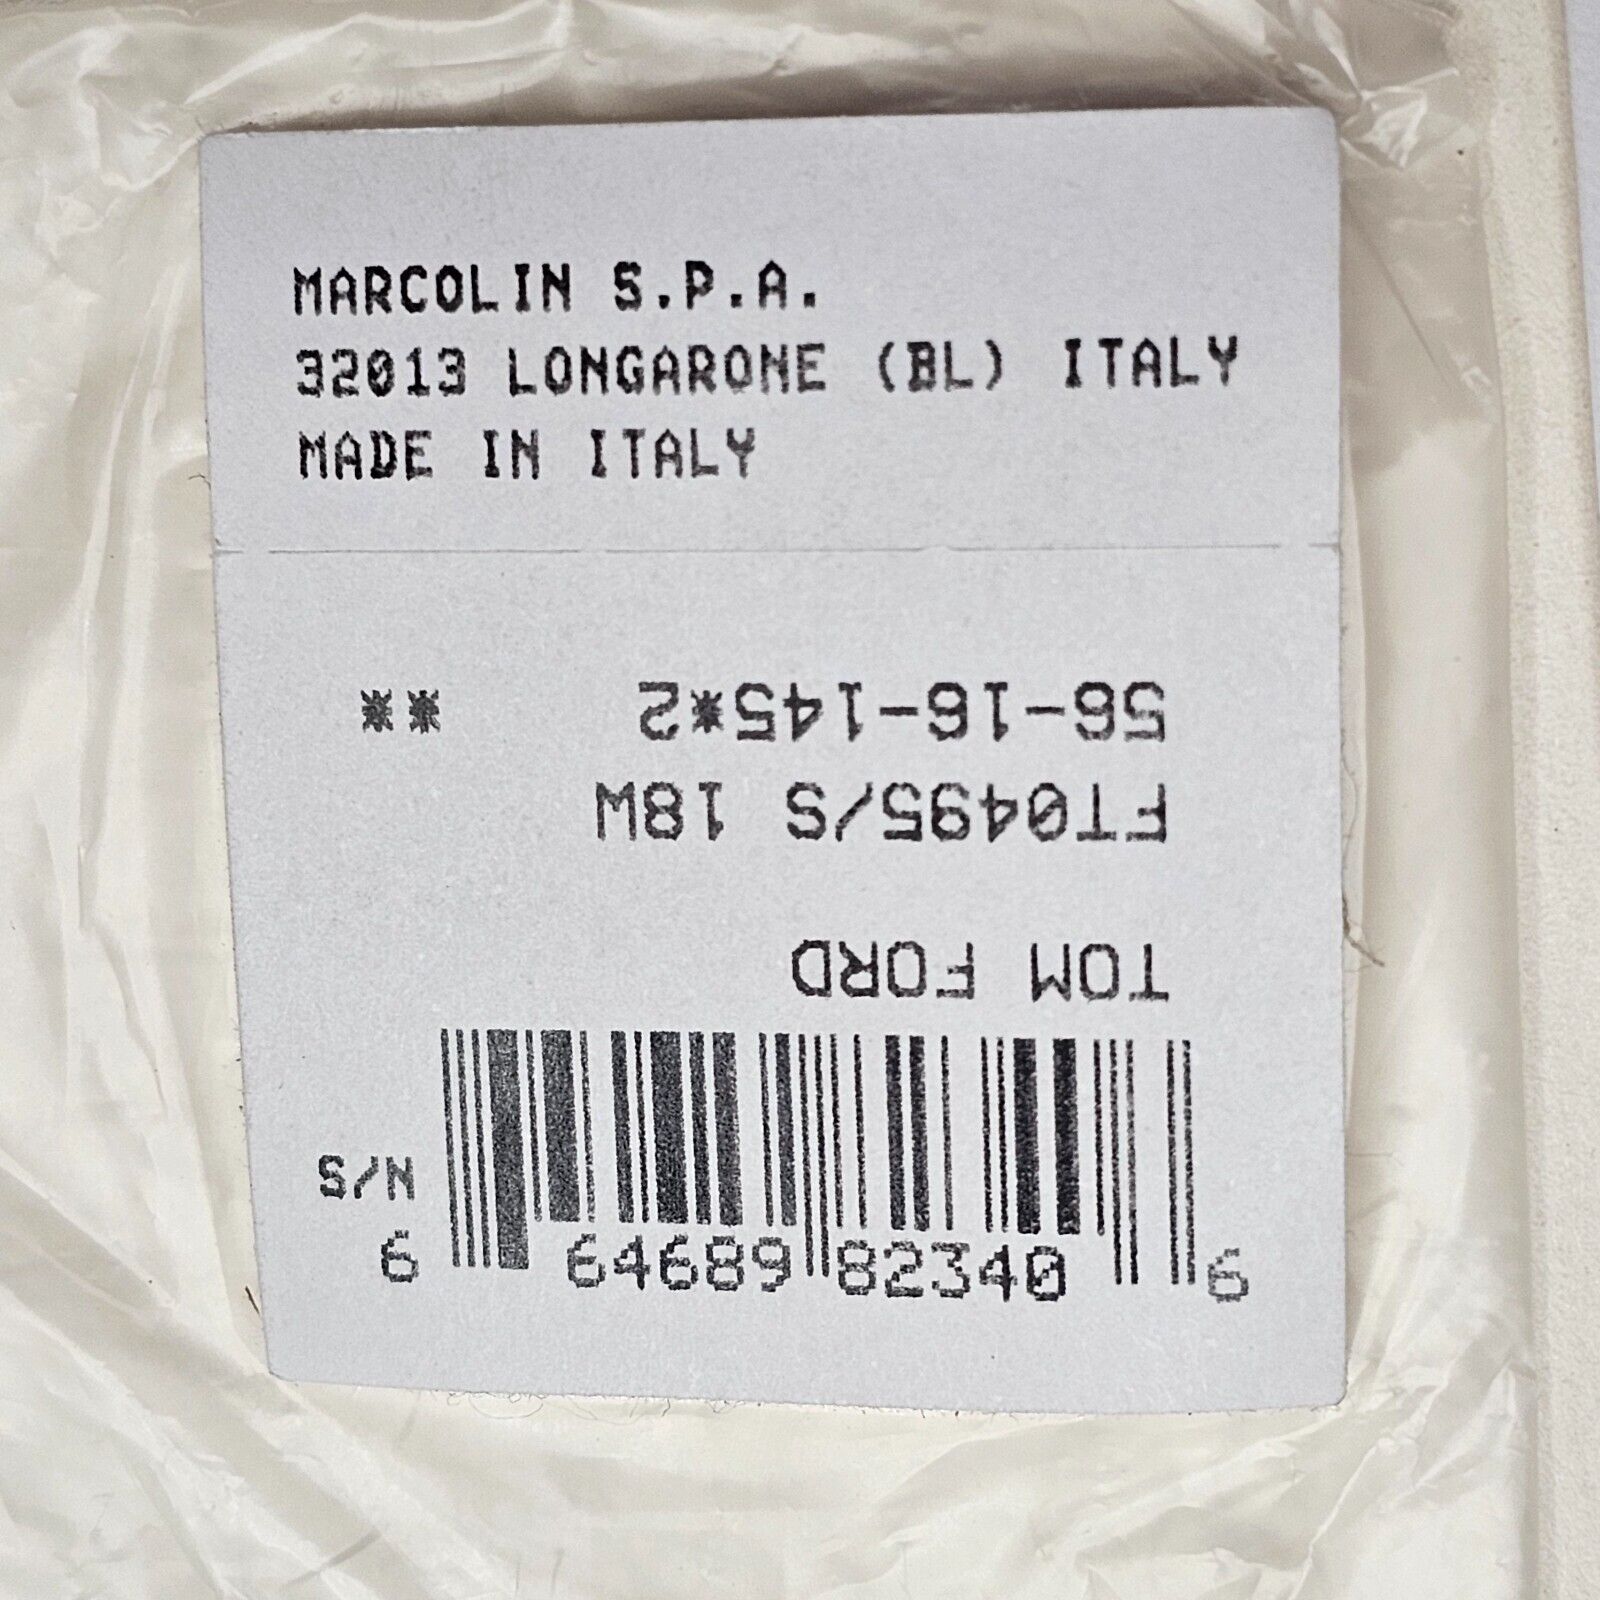 MARCOLIN S.P.A.
32013 LONGARONE (BL) ITALY
MADE IN ITALY
56-16-145*2 **
FT0495/S 18W
TOM FORD
N/S
6 64689 82340 6